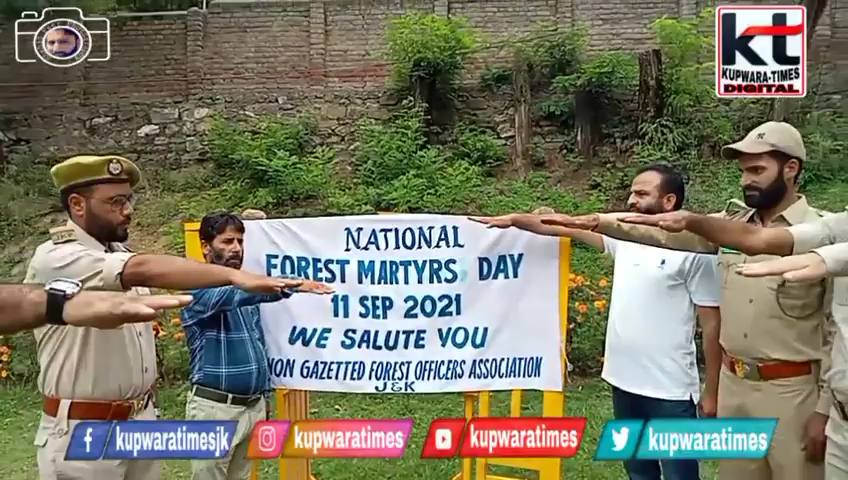 kt
KUPWARA-TIMES
DIGITAL
NATIONAL
FOREST MARTYRS DAY
11 SEP 2021
WE SALUTE YOU
NON GAZETTED FOREST OFFICERS ASSOCIATION
J&K
kupwaratimesjk
kupwaratimes
kupwaratimes
kupwaratimes